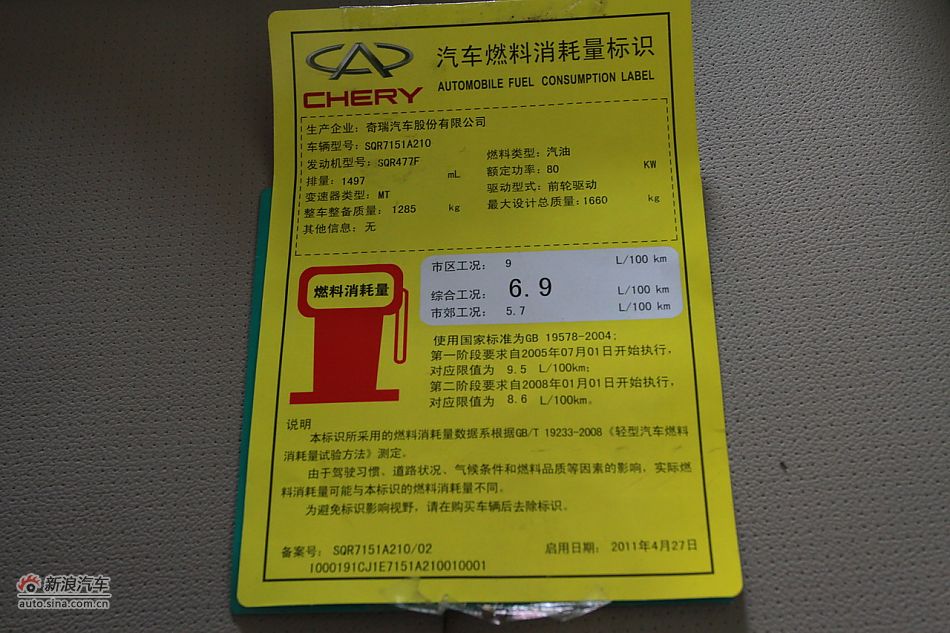 CHERY
汽车燃料消耗量标识
AUTOMOBILE FUEL CONSUMPTION LABEL
生产企业: 奇瑞汽车股份有限公司
车辆型号: SQR7151A210
发动机型号: SQR477F 燃料类型: 汽油
排量: 1497 mL 额定功率: 80 KW
变速器类型: MT 驱动型式: 前轮驱动
整车整备质量: 1285 kg 最大设计总质量: 1660 kg
其他信息: 无
燃料消耗量
市区工况: 9 L/100 km
综合工况: 6.9 L/100 km
市郊工况: 5.7 L/100 km
使用国家标准为GB 19578-2004;
第一阶段要求自2005年07月01日开始执行,
对应限值为 9.5 L/100km;
第二阶段要求自2008年01月01日开始执行,
对应限值为 8.6 L/100km。
说明
本标识所采用的燃料消耗量数据系根据GB/T 19233-2008《轻型汽车燃料
消耗量试验方法》测定。
由于驾驶习惯、道路状况、气候条件和燃料品质等因素的影响, 实际燃
料消耗量可能与本标识的燃料消耗量不同。
为避免标识影响视野, 请在购买车辆后去除标识。
备案号: SQR7151A210/02 启用日期: 2011年4月27日
1000191CJ1E7151A210010001
新浪汽车
auto.sina.com.cn